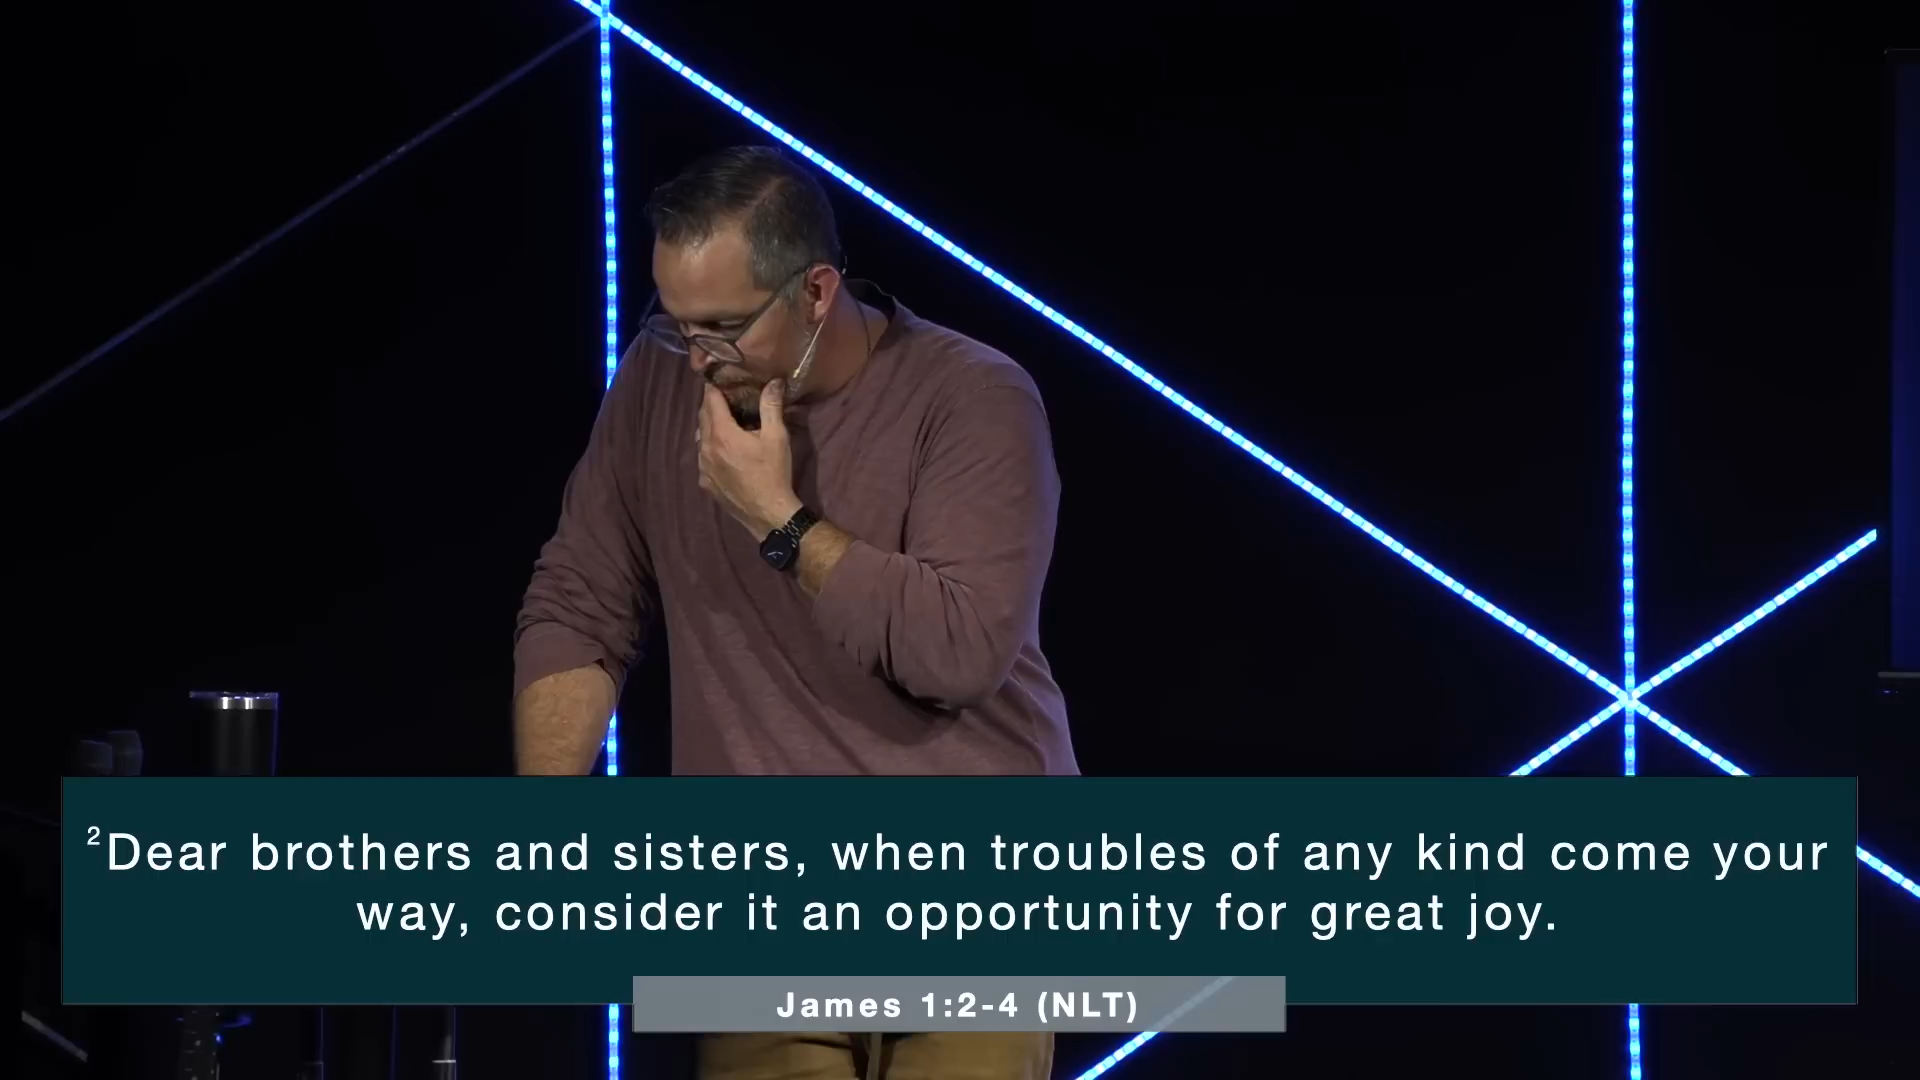 ²Dear brothers and sisters, when troubles of any kind come your
way, consider it an opportunity for great joy.
James 1:2-4 (NLT)